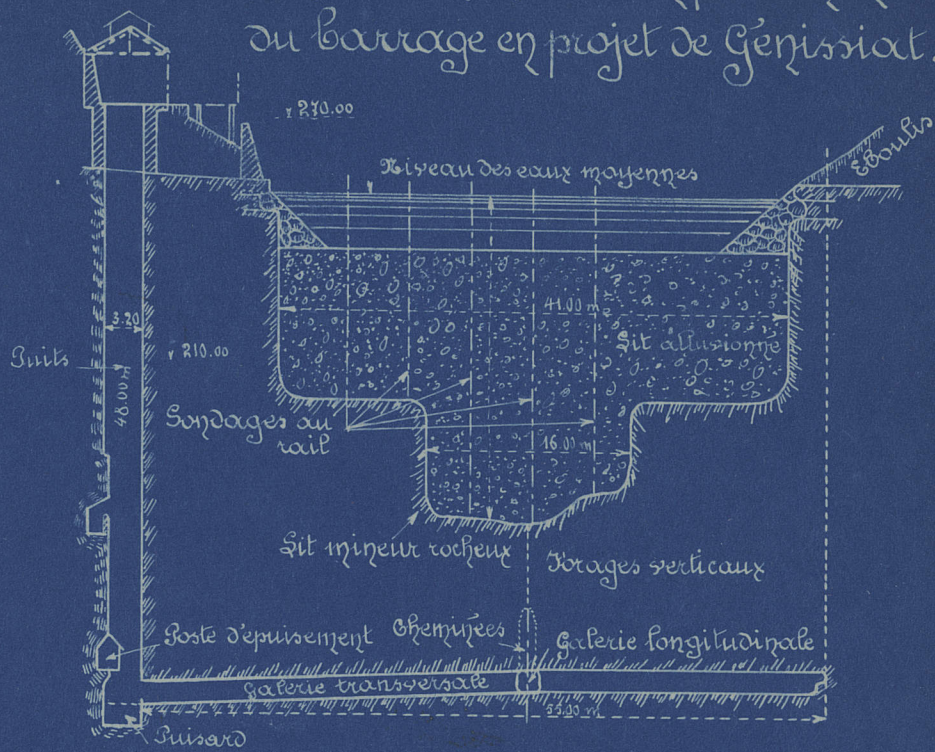 du barrage en projet de Génissiat.
270.00
Niveau des eaux moyennes
Eboulis
3.20
41.00 m
Lit alluvionné
Puits
210.00
48.00 m
Sondages au
rail
16.00 m
Lit mineur rocheux
Forages verticaux
Poste d'épuisement
Cheminées
Galerie longitudinale
Galerie transversale
55.00 m
Puisard